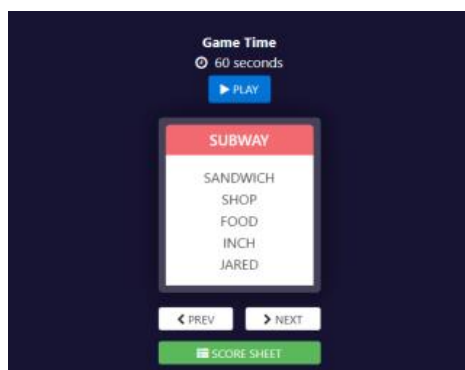 Game Time
60 seconds
PLAY
SUBWAY
SANDWICH
SHOP
FOOD
INCH
JARED
PREV
NEXT
SCORE SHEET